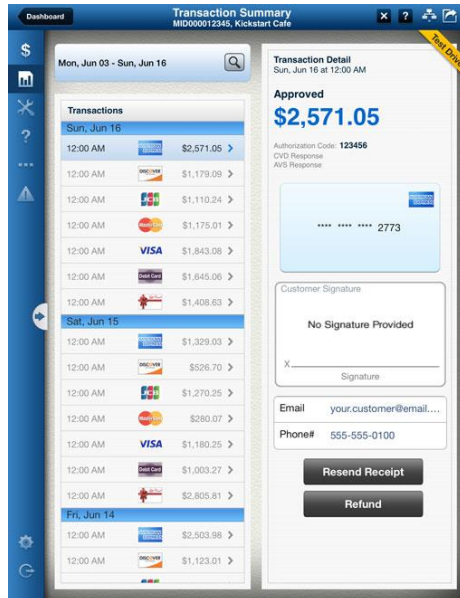 Dashboard
Transaction Summary
MID000012345, Kickstart Cafe
Test Drive
Mon, Jun 03 - Sun, Jun 16
Transactions
Sun, Jun 16
12:00 AM $2,571.05
12:00 AM DISCOVER $1,179.09
12:00 AM JCB $1,110.24
12:00 AM MasterCard $1,175.01
12:00 AM VISA $1,843.08
12:00 AM Debit Card $1,645.06
12:00 AM $1,408.63
Sat, Jun 15
12:00 AM $1,329.03
12:00 AM DISCOVER $526.70
12:00 AM JCB $1,270.25
12:00 AM MasterCard $280.07
12:00 AM VISA $1,180.25
12:00 AM Debit Card $1,003.27
12:00 AM $2,805.81
Fri, Jun 14
12:00 AM $2,503.98
12:00 AM DISCOVER $1,123.01
Transaction Detail
Sun, Jun 16 at 12:00 AM
Approved
$2,571.05
Authorization Code: 123456
CVD Response
AVS Response
**** **** **** 2773
Customer Signature
No Signature Provided
X
Signature
Email your.customer@email....
Phone# 555-555-0100
Resend Receipt
Refund